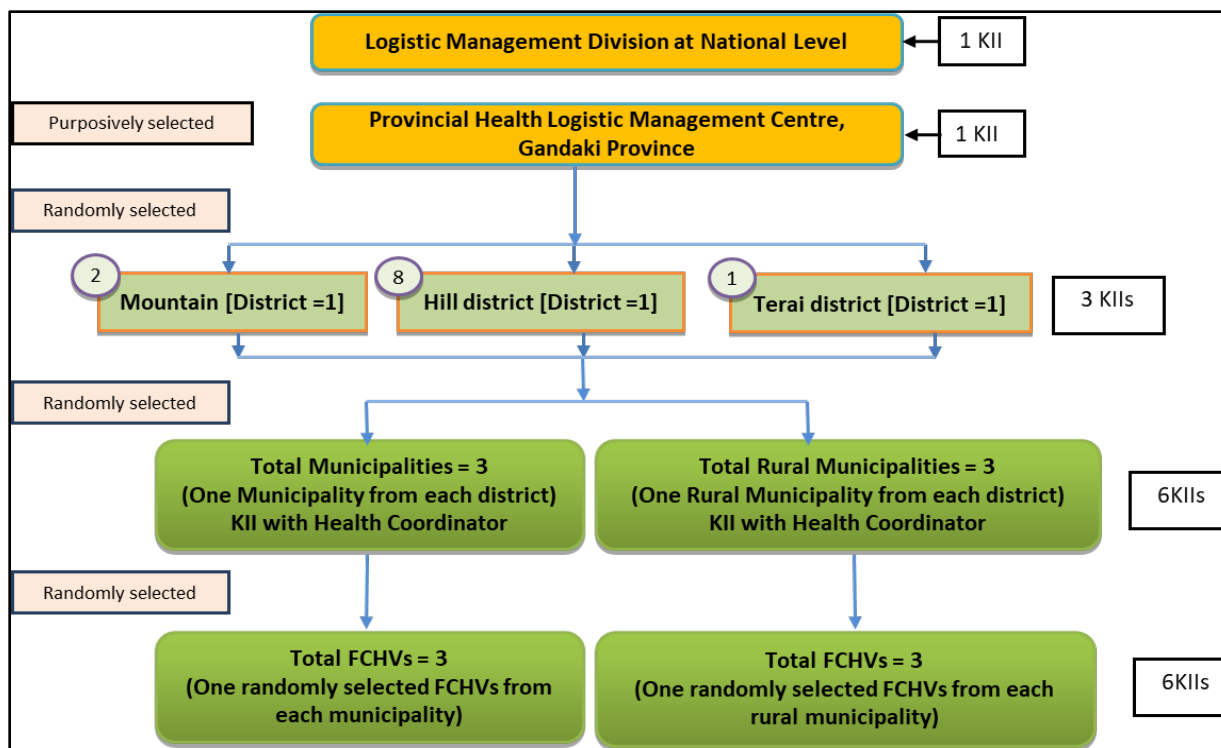 Logistic Management Division at National Level
1 KII
Purposively selected
Provincial Health Logistic Management Centre,
Gandaki Province
1 KII
Randomly selected
2
Mountain [District =1]
8
Hill district [District =1]
1
Terai district [District =1]
3 KIIs
Randomly selected
Total Municipalities = 3
(One Municipality from each district)
KII with Health Coordinator
Total Rural Municipalities = 3
(One Rural Municipality from each district)
KII with Health Coordinator
6KIIs
Randomly selected
Total FCHVs = 3
(One randomly selected FCHVs from
each municipality)
Total FCHVs = 3
(One randomly selected FCHVs from each
rural municipality)
6KIIs